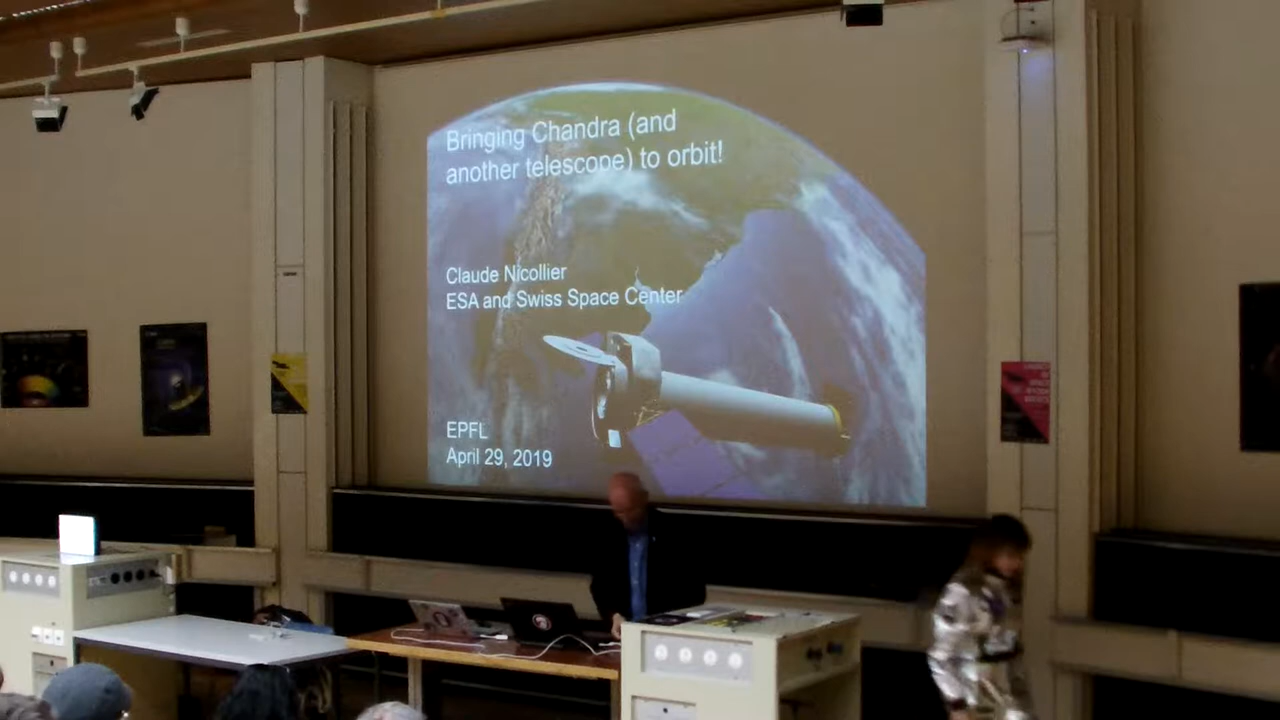 Bringing Chandra (and
another telescope) to orbit!
Claude Nicollier
ESA and Swiss Space Center
EPFL
April 29, 2019